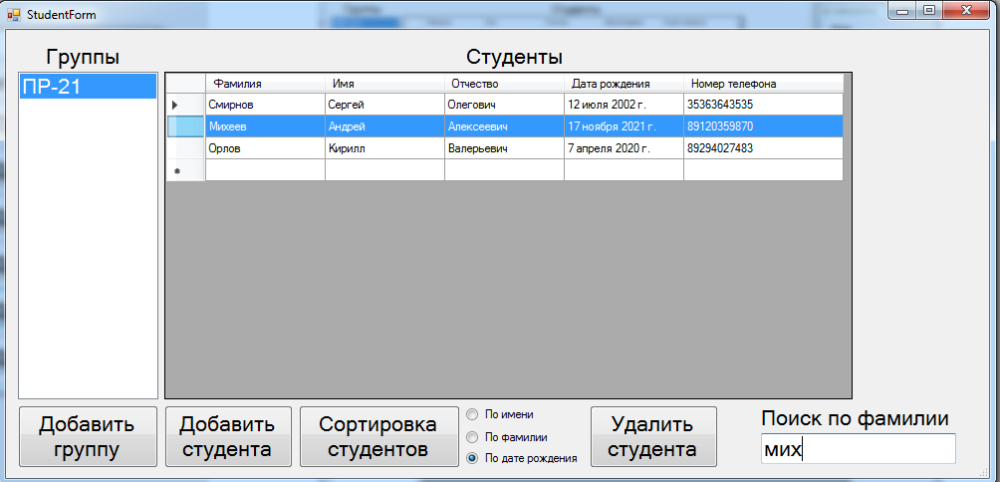 StudentForm
Группы
Студенты
ПР-21
Фамилия Имя Отчество Дата рождения Номер телефона
Смирнов Сергей Олегович 12 июля 2002 г. 35363643535
Михеев Андрей Алексеевич 17 ноября 2021 г. 89120359870
Орлов Кирилл Валерьевич 7 апреля 2020 г. 89294027483
Добавить
группу
Добавить
студента
Сортировка
студентов
По имени
По фамилии
По дате рождения
Удалить
студента
Поиск по фамилии
мих